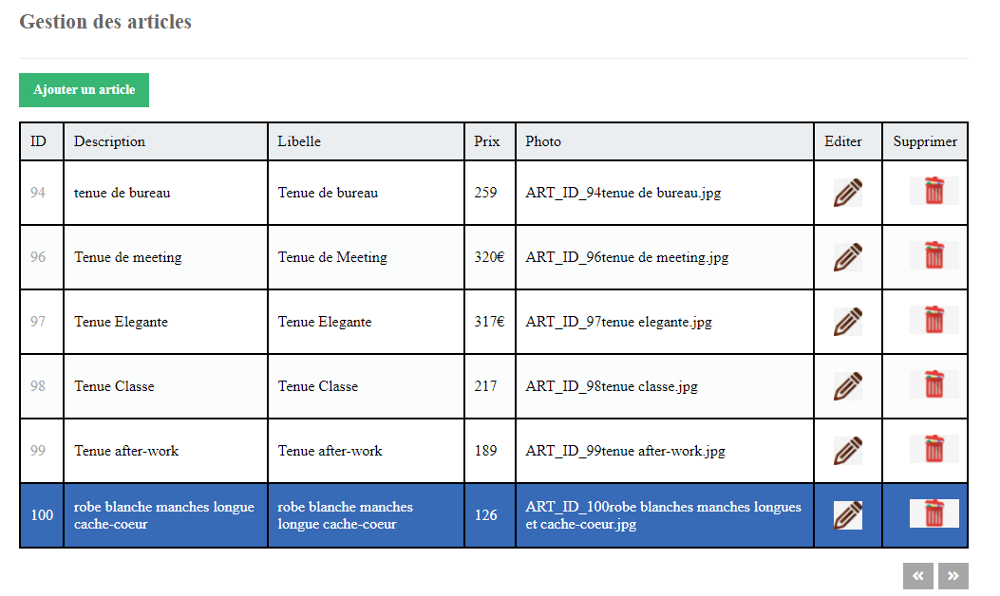 Gestion des articles
Ajouter un article
ID Description Libelle Prix Photo Editer Supprimer
94 tenue de bureau Tenue de bureau 259 ART_ID_94tenue de bureau.jpg
96 Tenue de meeting Tenue de Meeting 320€ ART_ID_96tenue de meeting.jpg
97 Tenue Elegante Tenue Elegante 317€ ART_ID_97tenue elegante.jpg
98 Tenue Classe Tenue Classe 217 ART_ID_98tenue classe.jpg
99 Tenue after-work Tenue after-work 189 ART_ID_99tenue after-work.jpg
100 robe blanche manches longue robe blanche manches 126 ART_ID_100robe blanches manches longues
cache-coeur longue cache-coeur et cache-coeur.jpg
« »